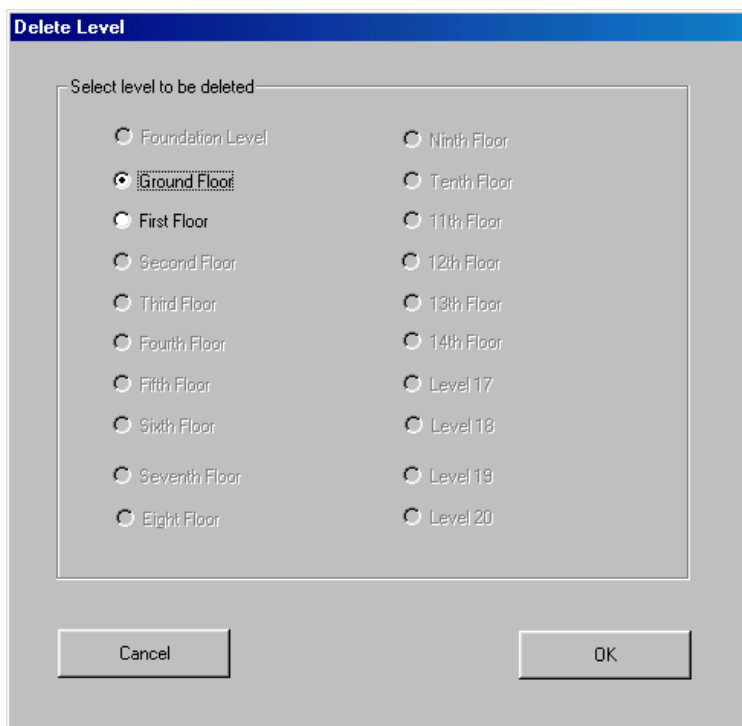 Delete Level
Select level to be deleted
Foundation Level
Ground Floor
First Floor
Second Floor
Third Floor
Fourth Floor
Fifth Floor
Sixth Floor
Seventh Floor
Eight Floor
Ninth Floor
Tenth Floor
11th Floor
12th Floor
13th Floor
14th Floor
Level 17
Level 18
Level 19
Level 20
Cancel
OK